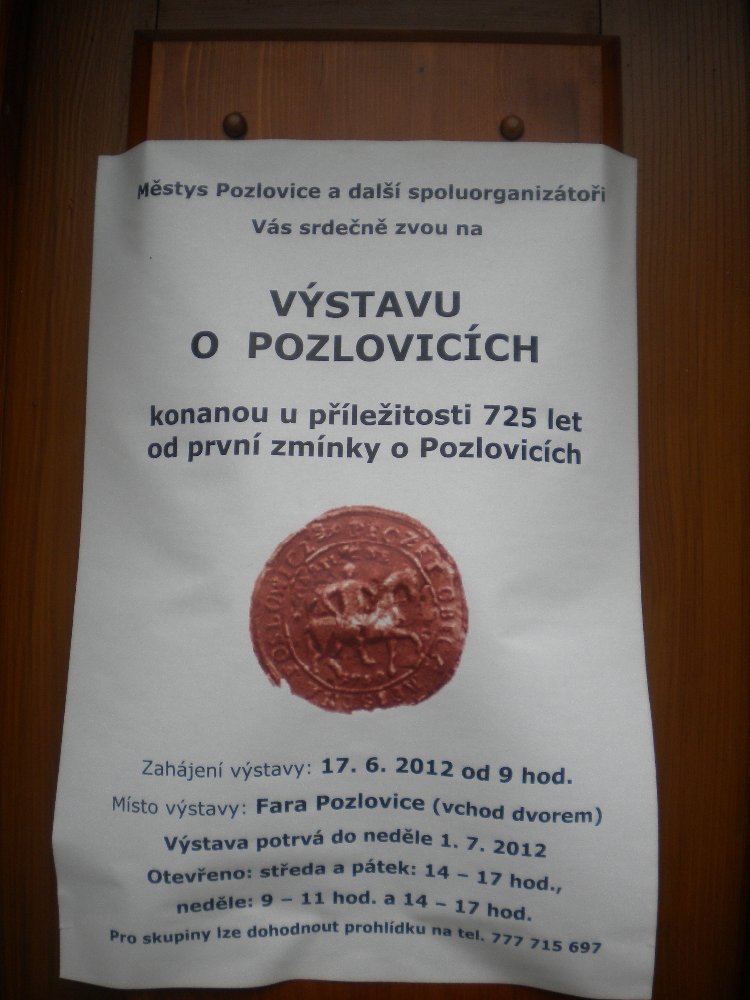 Městys Pozlovice a další spoluorganizátoři
Vás srdečně zvou na
VÝSTAVU
O POZLOVICÍCH
konanou u příležitosti 725 let
od první zmínky o Pozlovicích
Zahájení výstavy: 17. 6. 2012 od 9 hod.
Místo výstavy: Fara Pozlovice (vchod dvorem)
Výstava potrvá do neděle 1. 7. 2012
Otevřeno: středa a pátek: 14 – 17 hod.,
neděle: 9 – 11 hod. a 14 – 17 hod.
Pro skupiny lze dohodnout prohlídku na tel. 777 715 697